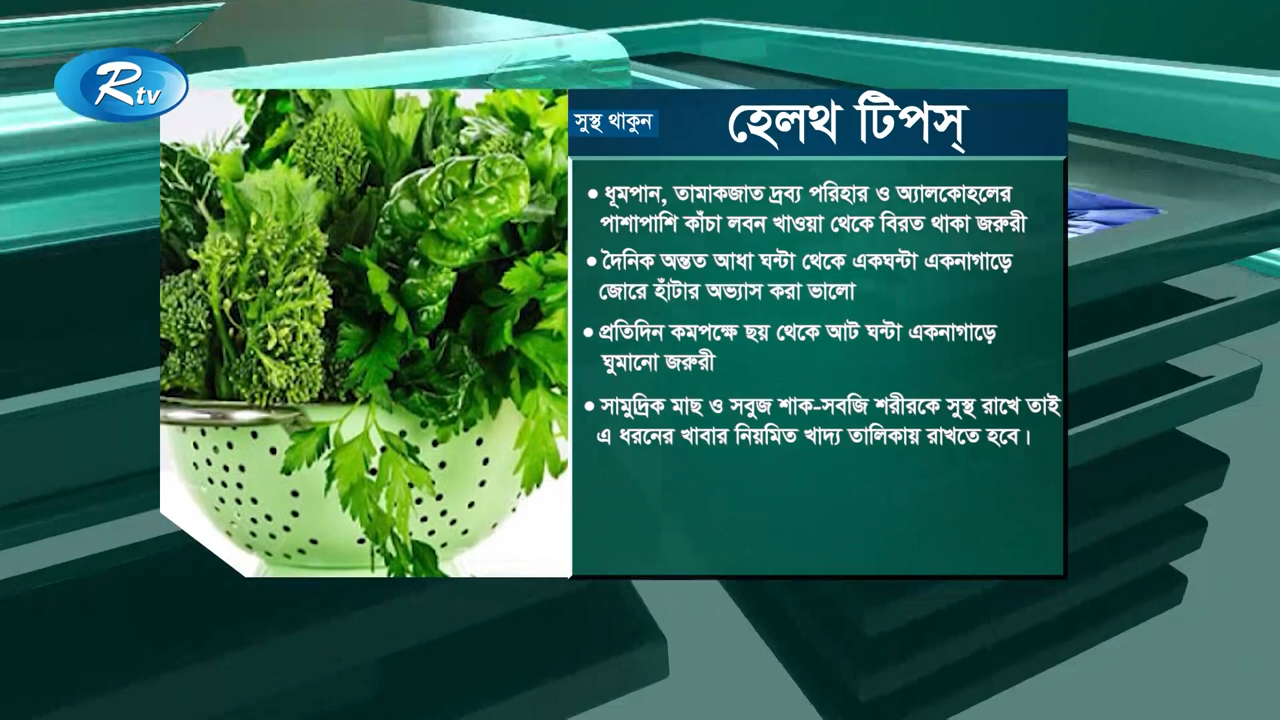 Rtv
সুস্থ থাকুন
হেলথ টিপস্
• ধূমপান, তামাকজাত দ্রব্য পরিহার ও অ্যালকোহলের
পাশাপাশি কাঁচা লবন খাওয়া থেকে বিরত থাকা জরুরী
• দৈনিক অন্তত আধা ঘন্টা থেকে একঘন্টা একনাগাড়ে
জোরে হাঁটার অভ্যাস করা ভালো
• প্রতিদিন কমপক্ষে ছয় থেকে আট ঘন্টা একনাগাড়ে
ঘুমানো জরুরী
• সামুদ্রিক মাছ ও সবুজ শাক-সবজি শরীরকে সুস্থ রাখে তাই
এ ধরনের খাবার নিয়মিত খাদ্য তালিকায় রাখতে হবে।